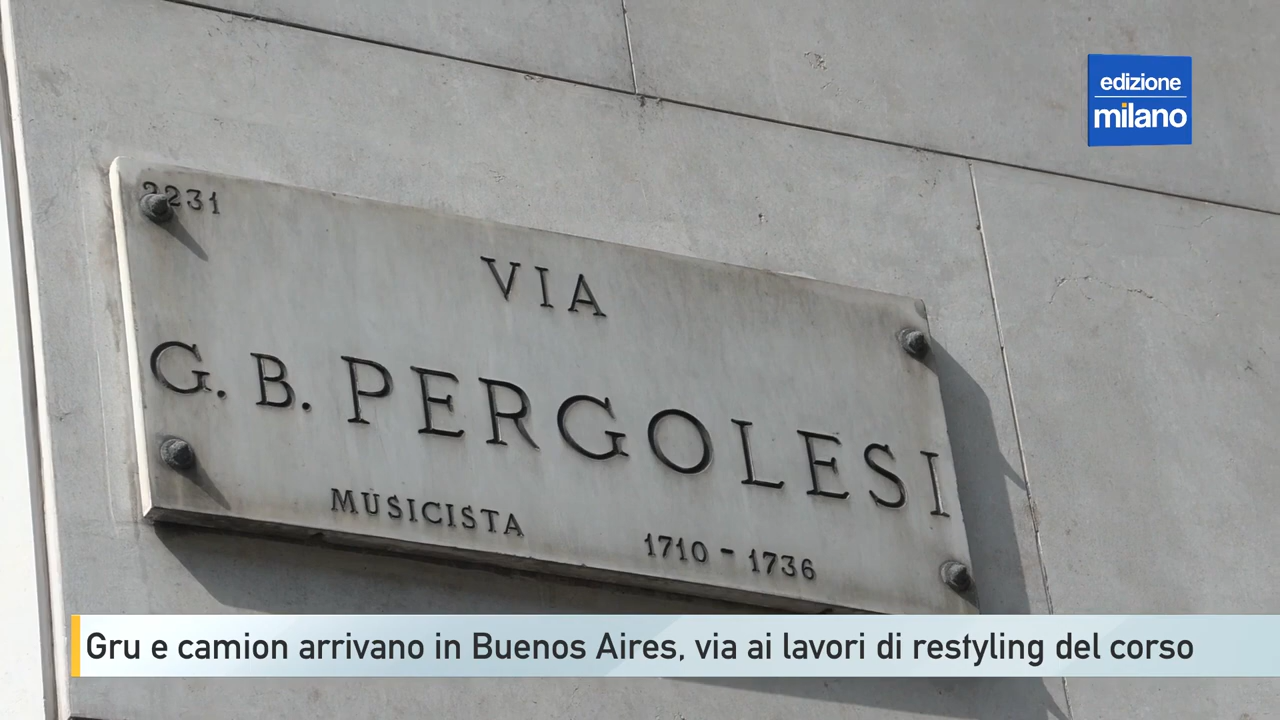 edizione
milano
2231
VIA
G. B. PERGOLESI
MUSICISTA 1710 - 1736
Gru e camion arrivano in Buenos Aires, via ai lavori di restyling del corso